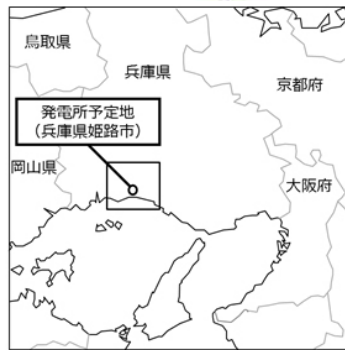 鳥取県
兵庫県
京都府
発電所予定地
（兵庫県姫路市）
岡山県
大阪府